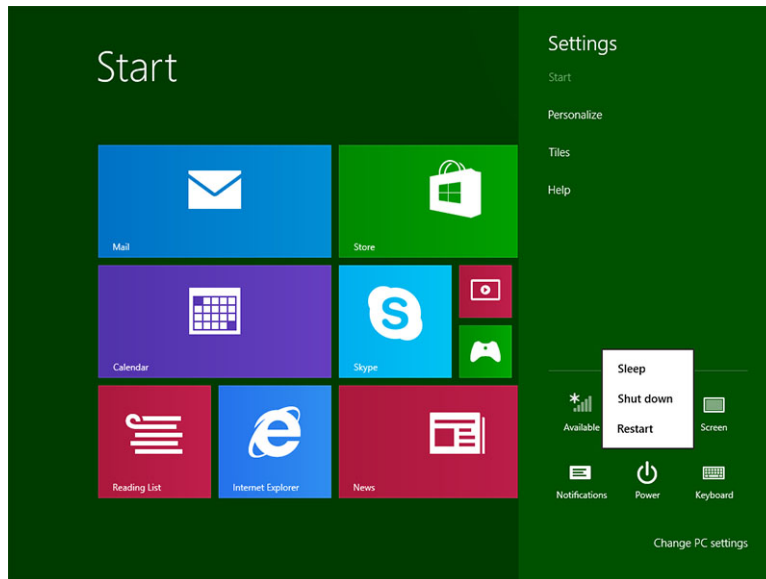 Start
Mail
Store
Calendar
Skype
Reading List
Internet Explorer
News
Settings
Start
Personalize
Tiles
Help
Sleep
Shut down
Restart
Available
Screen
Notifications
Power
Keyboard
Change PC settings